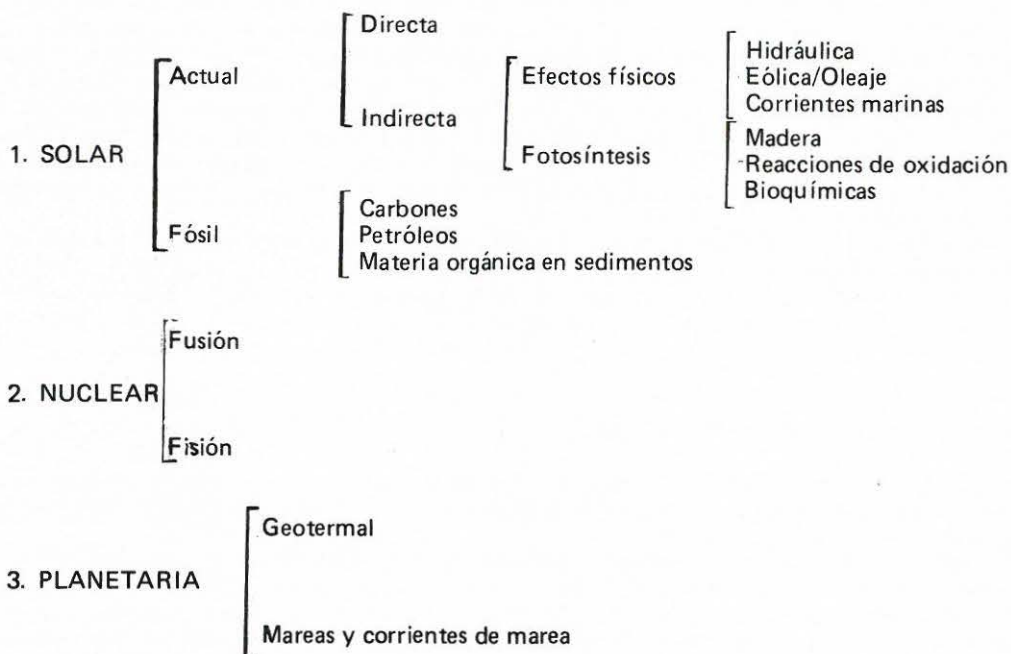 Directa
Actual
Efectos físicos
Hidráulica
Eólica/Oleaje
Corrientes marinas
Indirecta
1. SOLAR
Fotosíntesis
Madera
Reacciones de oxidación
Bioquímicas
Fósil
Carbones
Petróleos
Materia orgánica en sedimentos
Fusión
2. NUCLEAR
Fisión
Geotermal
3. PLANETARIA
Mareas y corrientes de marea